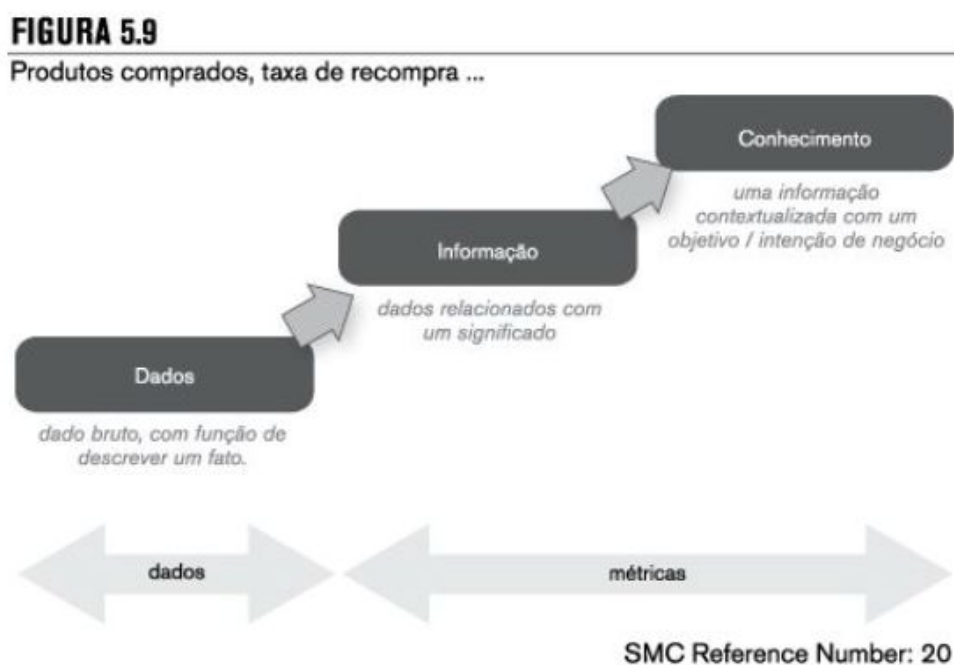 FIGURA 5.9
Produtos comprados, taxa de recompra ...
Conhecimento
uma informação
contextualizada com um
objetivo / intenção de negócio
Informação
dados relacionados com
um significado
Dados
dado bruto, com função de
descrever um fato.
dados
métricas
SMC Reference Number: 20